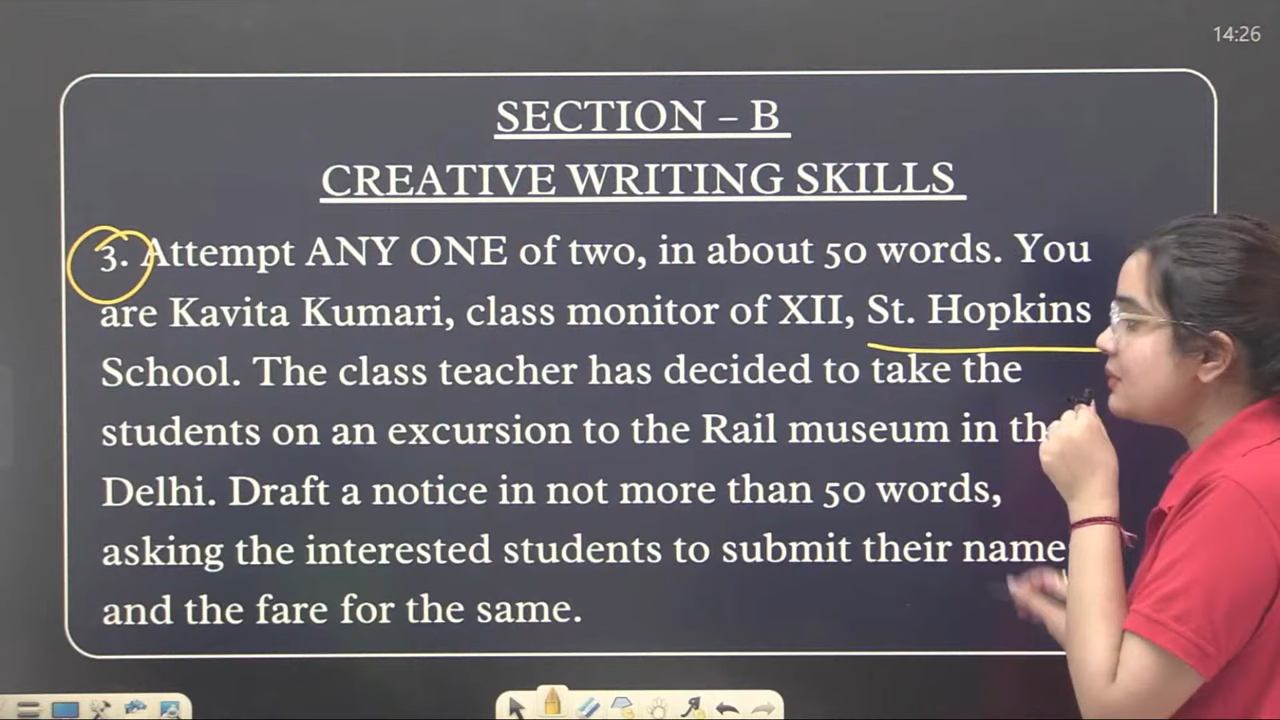 14:26
SECTION – B
CREATIVE WRITING SKILLS
3. Attempt ANY ONE of two, in about 50 words. You
are Kavita Kumari, class monitor of XII, St. Hopkins
School. The class teacher has decided to take the
students on an excursion to the Rail museum in
Delhi. Draft a notice in not more than 50 words,
asking the interested students to submit their name
and the fare for the same.